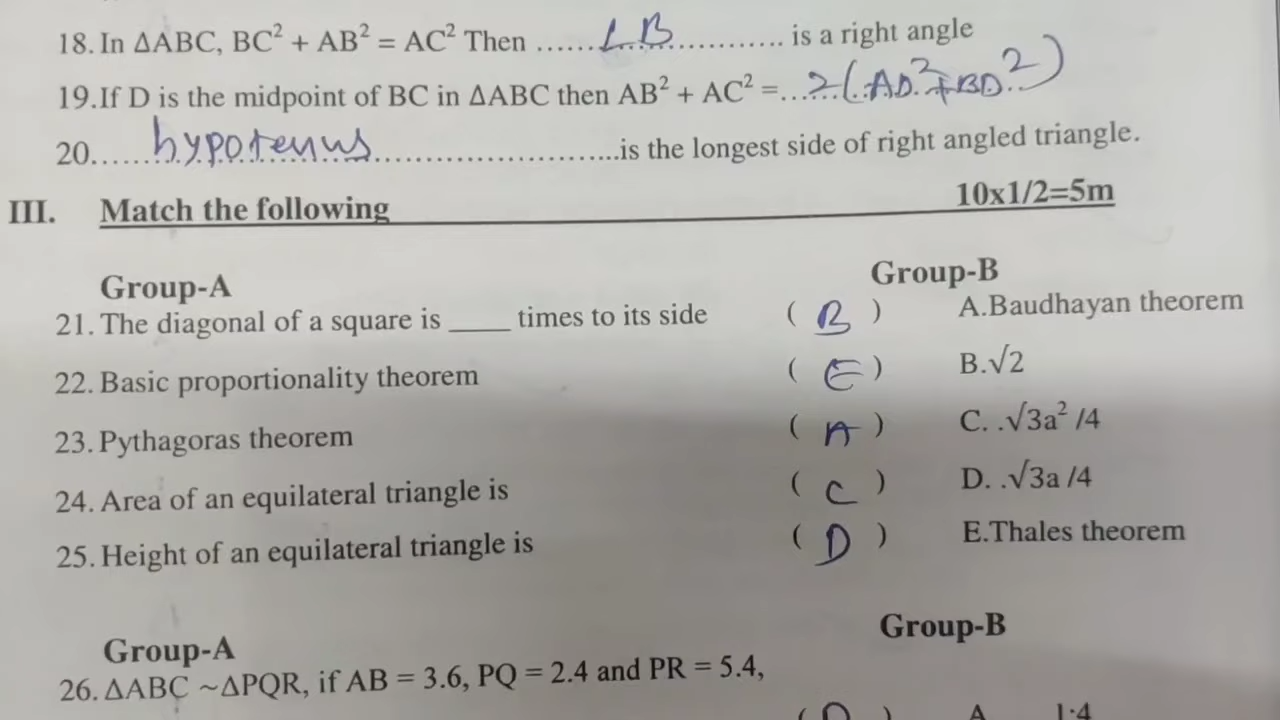 18. In ΔABC, BC² + AB² = AC² Then ......∠B............... is a right angle
19.If D is the midpoint of BC in ΔABC then AB² + AC² =...2(AD²+BD²)
20......hypotenus..............................is the longest side of right angled triangle.
III. Match the following 10x1/2=5m
Group-A Group-B
21. The diagonal of a square is ____ times to its side ( B ) A.Baudhayan theorem
22. Basic proportionality theorem ( E ) B.√2
23. Pythagoras theorem ( A ) C. .√3a² /4
24. Area of an equilateral triangle is ( C ) D. .√3a /4
25. Height of an equilateral triangle is ( D ) E.Thales theorem
Group-A Group-B
26. ΔABC ~ΔPQR, if AB = 3.6, PQ = 2.4 and PR = 5.4,
( ) A 1:4